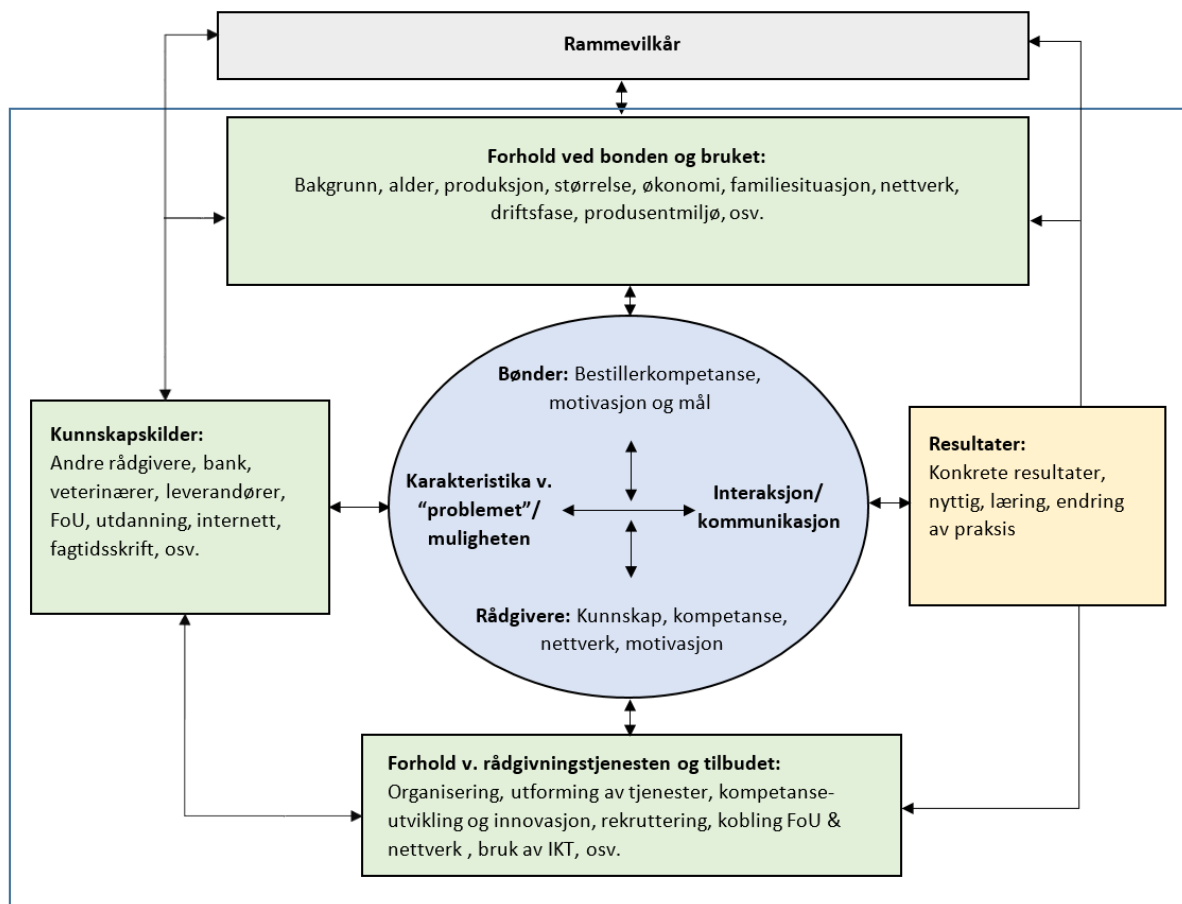 Rammevilkår
Forhold ved bonden og bruket:
Bakgrunn, alder, produksjon, størrelse, økonomi, familiesituasjon, nettverk,
driftsfase, produsentmiljø, osv.
Bønder: Bestillerkompetanse,
motivasjon og mål
Kunnskapskilder:
Andre rådgivere, bank,
veterinærer, leverandører,
FoU, utdanning, internett,
fagtidsskrift, osv.
Karakteristika v.
“problemet”/
muligheten
Interaksjon/
kommunikasjon
Resultater:
Konkrete resultater,
nyttig, læring, endring
av praksis
Rådgivere: Kunnskap, kompetanse,
nettverk, motivasjon
Forhold v. rådgivningstjenesten og tilbudet:
Organisering, utforming av tjenester, kompetanse-
utvikling og innovasjon, rekruttering, kobling FoU &
nettverk , bruk av IKT, osv.